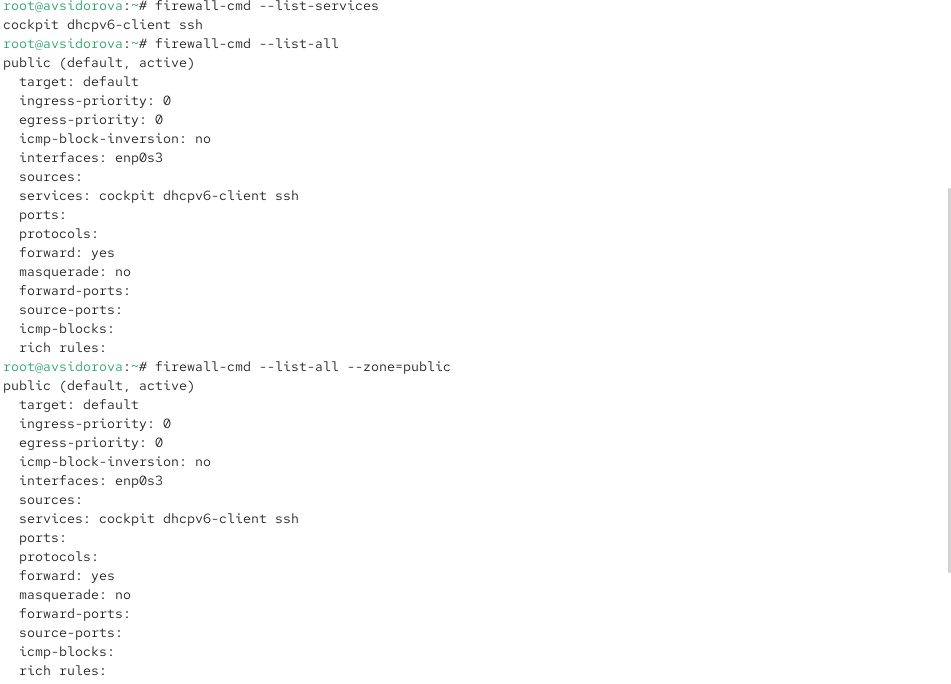 root@avsidorova:~# firewall-cmd --list-services
cockpit dhcpv6-client ssh
root@avsidorova:~# firewall-cmd --list-all
public (default, active)
  target: default
  ingress-priority: 0
  egress-priority: 0
  icmp-block-inversion: no
  interfaces: enp0s3
  sources:
  services: cockpit dhcpv6-client ssh
  ports:
  protocols:
  forward: yes
  masquerade: no
  forward-ports:
  source-ports:
  icmp-blocks:
  rich rules:
root@avsidorova:~# firewall-cmd --list-all --zone=public
public (default, active)
  target: default
  ingress-priority: 0
  egress-priority: 0
  icmp-block-inversion: no
  interfaces: enp0s3
  sources:
  services: cockpit dhcpv6-client ssh
  ports:
  protocols:
  forward: yes
  masquerade: no
  forward-ports:
  source-ports:
  icmp-blocks:
  rich rules: